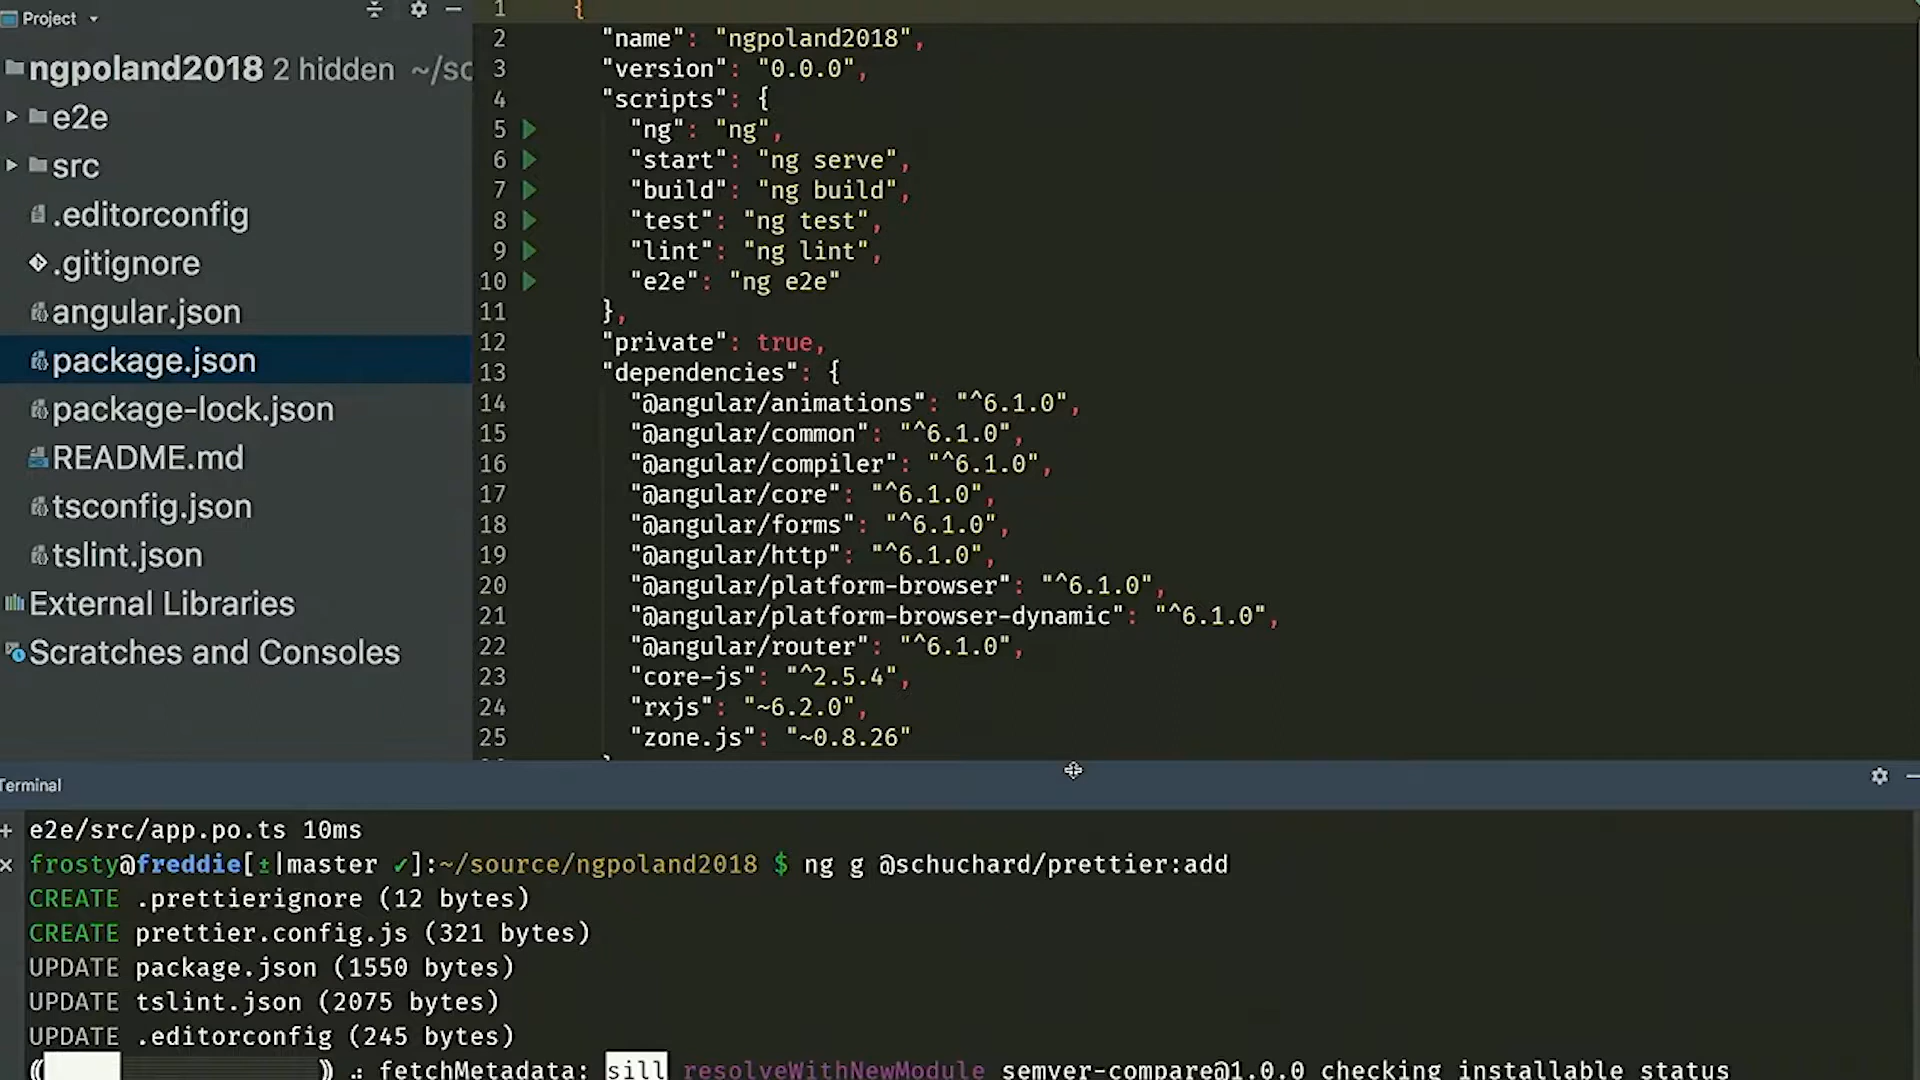 Project
ngpoland2018 2 hidden ~/sc
e2e
src
.editorconfig
.gitignore
angular.json
package.json
package-lock.json
README.md
tsconfig.json
tslint.json
External Libraries
Scratches and Consoles
1 {
2 "name": "ngpoland2018",
3 "version": "0.0.0",
4 "scripts": {
5 "ng": "ng",
6 "start": "ng serve",
7 "build": "ng build",
8 "test": "ng test",
9 "lint": "ng lint",
10 "e2e": "ng e2e"
11 },
12 "private": true,
13 "dependencies": {
14 "@angular/animations": "^6.1.0",
15 "@angular/common": "^6.1.0",
16 "@angular/compiler": "^6.1.0",
17 "@angular/core": "^6.1.0",
18 "@angular/forms": "^6.1.0",
19 "@angular/http": "^6.1.0",
20 "@angular/platform-browser": "^6.1.0",
21 "@angular/platform-browser-dynamic": "^6.1.0",
22 "@angular/router": "^6.1.0",
23 "core-js": "^2.5.4",
24 "rxjs": "~6.2.0",
25 "zone.js": "~0.8.26"
Terminal
e2e/src/app.po.ts 10ms
frosty@freddie[±|master ✓]:~/source/ngpoland2018 $ ng g @schuchard/prettier:add
CREATE .prettierignore (12 bytes)
CREATE prettier.config.js (321 bytes)
UPDATE package.json (1550 bytes)
UPDATE tslint.json (2075 bytes)
UPDATE .editorconfig (245 bytes)
fetchMetadata: sill resolveWithNewModule semver-compare@1.0.0 checking installable status